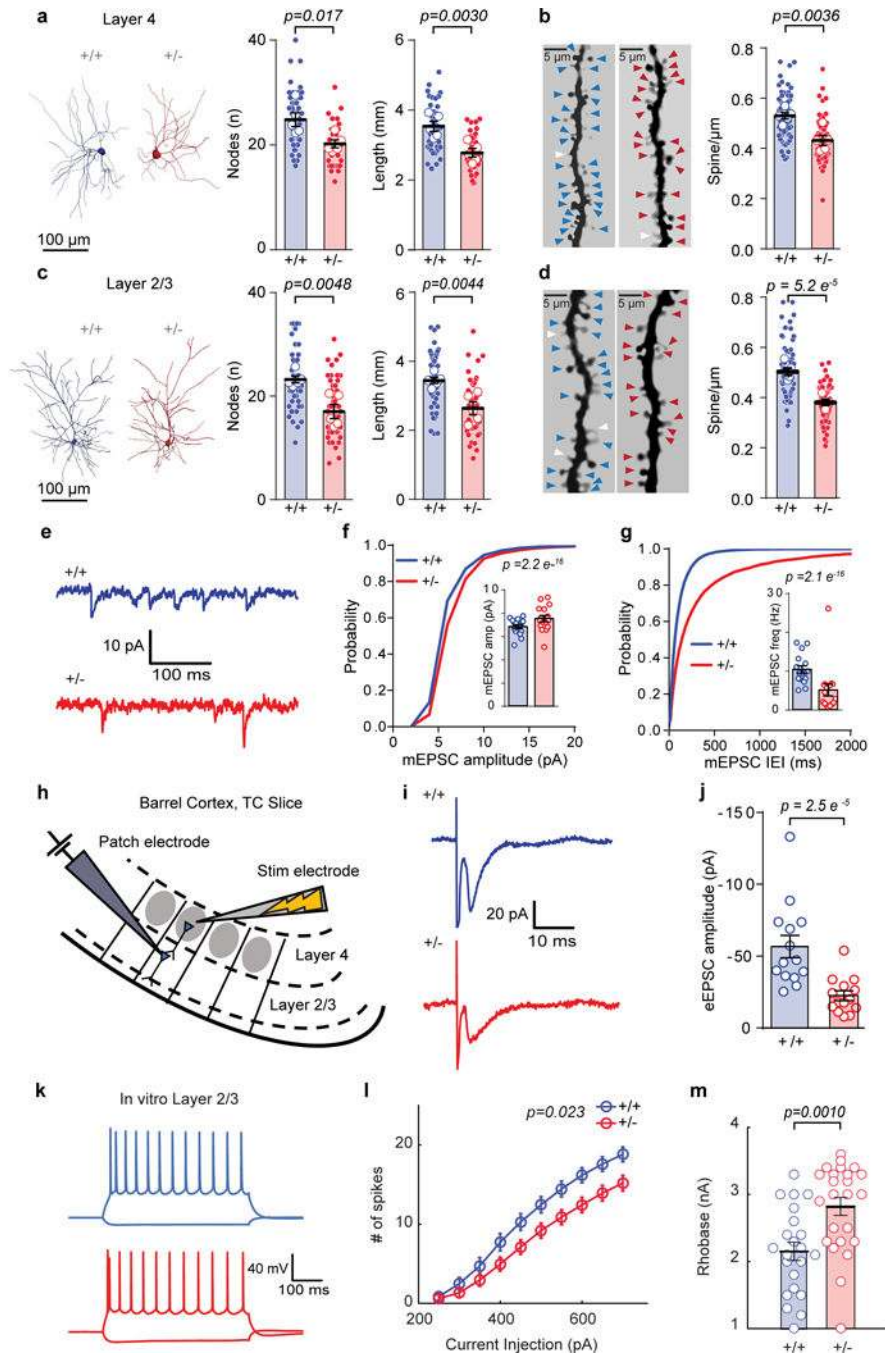 a
Layer 4
+/+
+/-
100 µm
p=0.017
Nodes (n)
40
20
0
+/+
+/-
p=0.0030
Length (mm)
6
4
2
0
+/+
+/-
b
5 µm
5 µm
p=0.0036
Spine/µm
0.8
0.6
0.4
0.2
0.0
+/+
+/-
c
Layer 2/3
+/+
+/-
100 µm
p=0.0048
Nodes (n)
40
20
0
+/+
+/-
p=0.0044
Length (mm)
6
4
2
0
+/+
+/-
d
5 µm
5 µm
p = 5.2 e-5
Spine/µm
0.8
0.6
0.4
0.2
0.0
+/+
+/-
e
+/+
10 pA
100 ms
+/-
f
+/+
+/-
p =2.2 e-16
Probability
1.0
0.8
0.6
0.4
0.2
0.0
mEPSC amp (pA)
10
5
0
0
5
10
15
20
mEPSC amplitude (pA)
g
p =2.1 e-16
Probability
1.0
0.8
0.6
0.4
0.2
0.0
+/+
+/-
mEPSC freq (Hz)
30
0
0
500
1000
1500
2000
mEPSC IEI (ms)
h
Barrel Cortex, TC Slice
Patch electrode
Stim electrode
Layer 4
Layer 2/3
i
+/+
20 pA
10 ms
+/-
j
p = 2.5 e -5
eEPSC amplitude (pA)
-150
-100
-50
0
+/+
+/-
k
In vitro Layer 2/3
40 mV
100 ms
l
p=0.023
+/+
+/-
# of spikes
20
10
0
200
400
600
Current Injection (pA)
m
p=0.0010
Rhobase (nA)
4
3
2
1
+/+
+/-